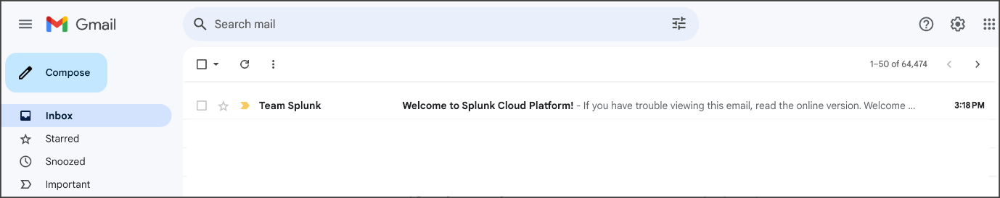 Gmail
Search mail
Compose
1–50 of 64,474
Inbox
Team Splunk Welcome to Splunk Cloud Platform! - If you have trouble viewing this email, read the online version. Welcome ... 3:18 PM
Starred
Snoozed
Important